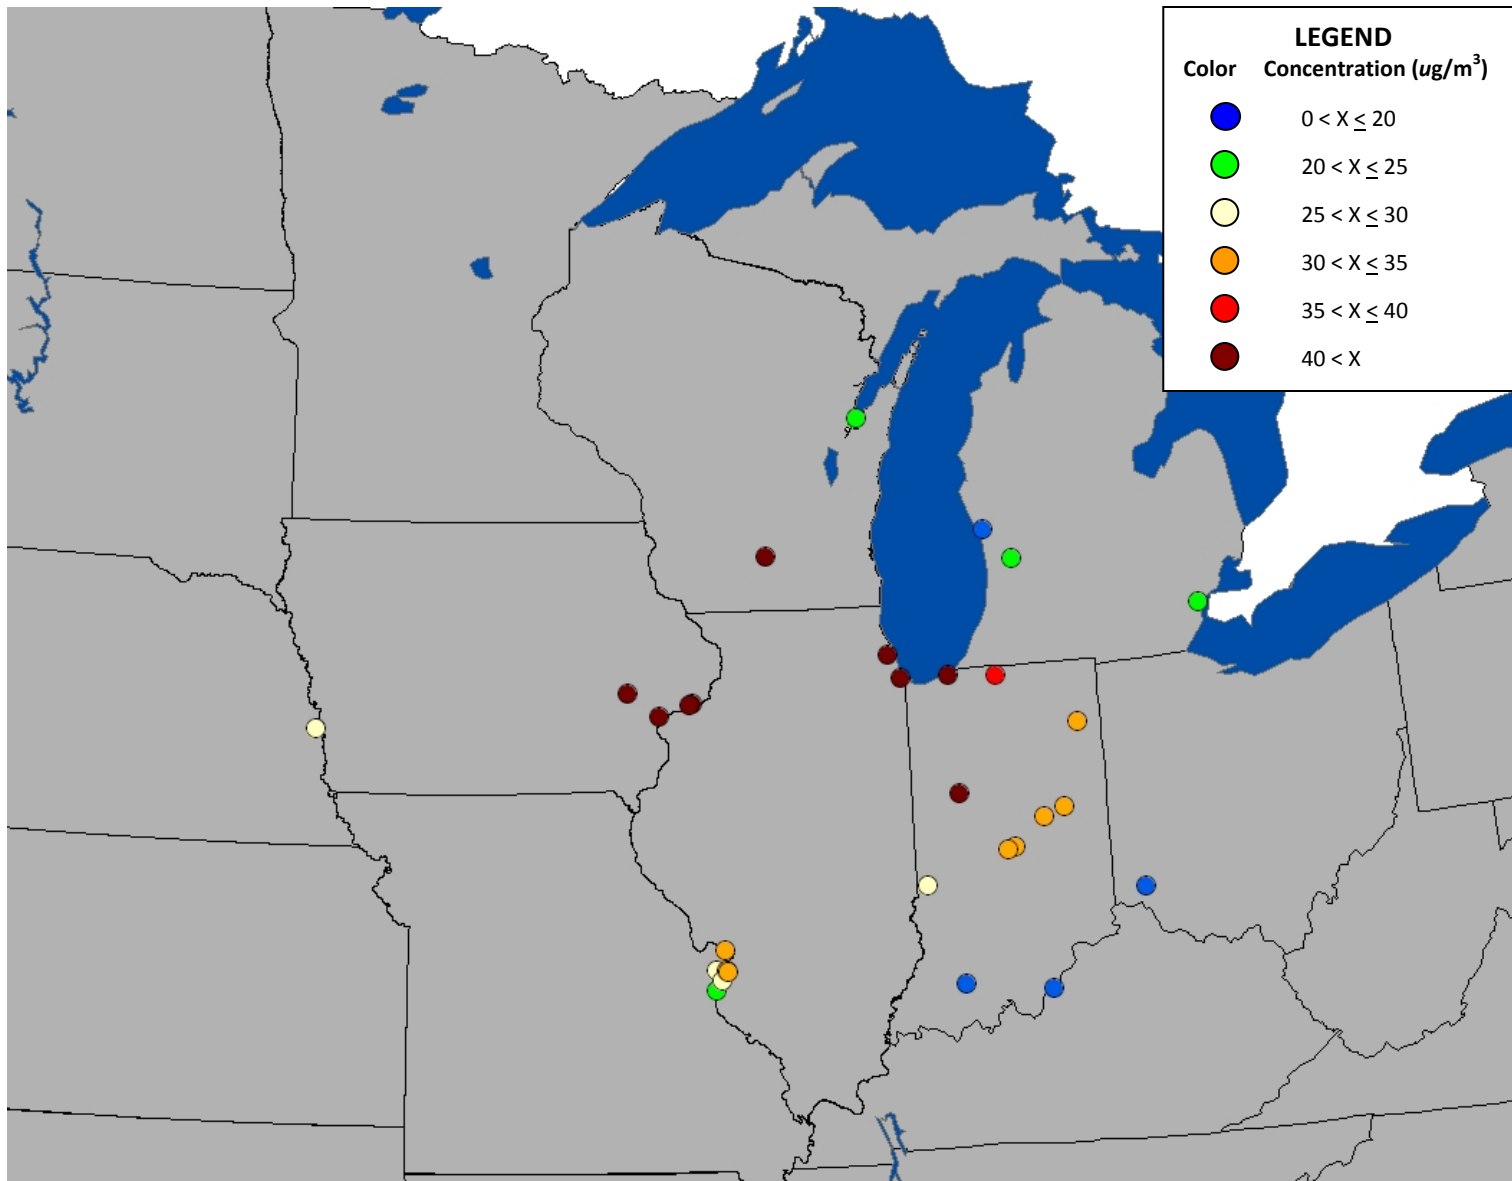 LEGEND
Color Concentration (ug/m³)
0 < X ≤ 20
20 < X ≤ 25
25 < X ≤ 30
30 < X ≤ 35
35 < X ≤ 40
40 < X